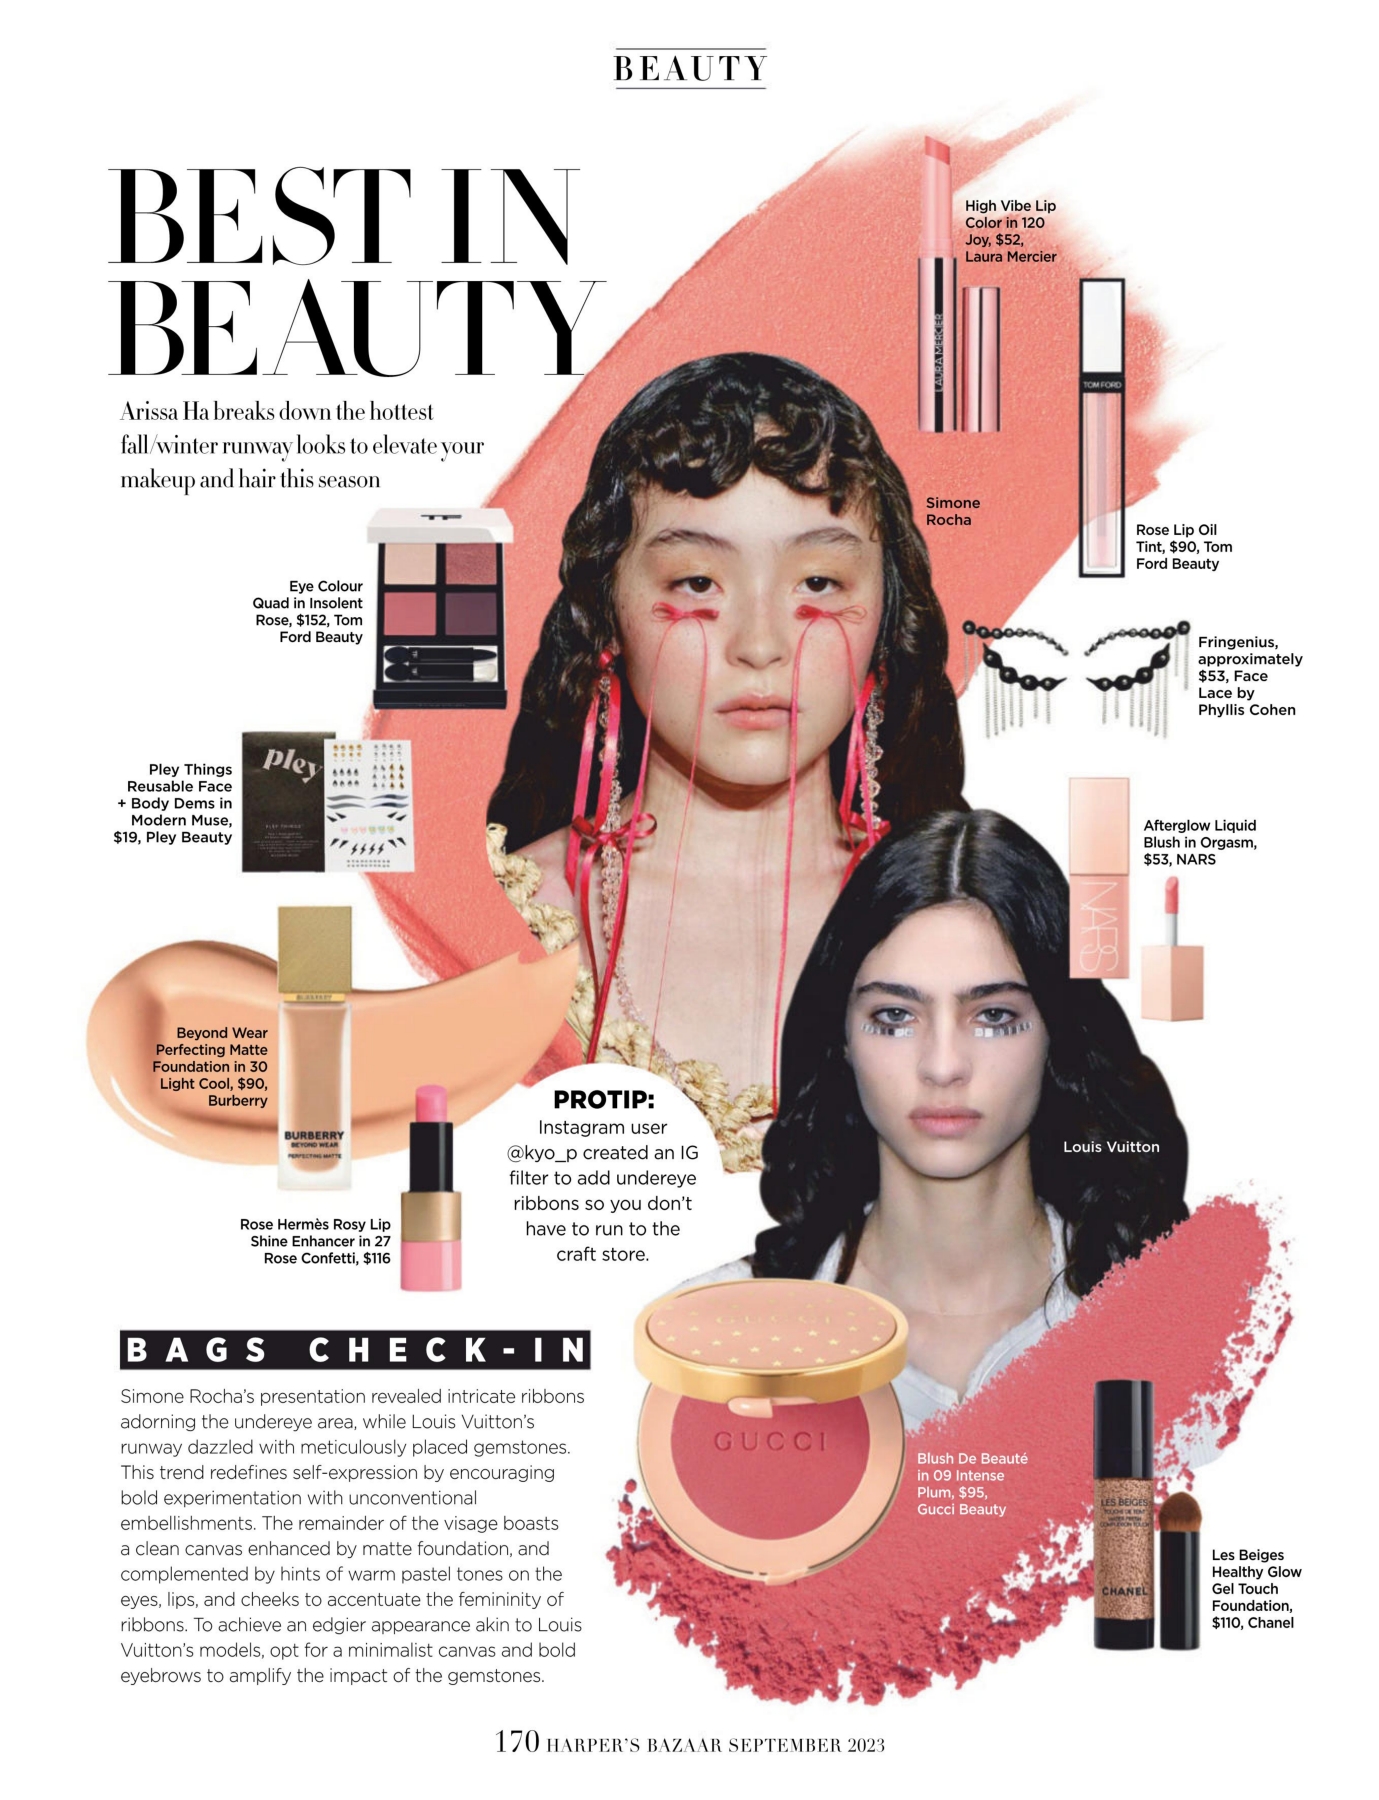 BEAUTY
BEST IN
BEAUTY
Arissa Ha breaks down the hottest
fall/winter runway looks to elevate your
makeup and hair this season
High Vibe Lip
Color in 120
Joy, $52,
Laura Mercier
LAURA MERCIER
TOM FORD
Simone
Rocha
Rose Lip Oil
Tint, $90, Tom
Ford Beauty
TF
Eye Colour
Quad in Insolent
Rose, $152, Tom
Ford Beauty
Fringenius,
approximately
$53, Face
Lace by
Phyllis Cohen
pley
PLEY THINGS
Pley Things
Reusable Face
+ Body Dems in
Modern Muse,
$19, Pley Beauty
Afterglow Liquid
Blush in Orgasm,
$53, NARS
NARS
BURBERRY
Beyond Wear
Perfecting Matte
Foundation in 30
Light Cool, $90,
Burberry
BURBERRY
BEYOND WEAR
PERFECTING MATTE
PROTIP:
Instagram user
@kyo_p created an IG
filter to add undereye
ribbons so you don't
have to run to the
craft store.
Louis Vuitton
Rose Hermès Rosy Lip
Shine Enhancer in 27
Rose Confetti, $116
BAGS CHECK-IN
Simone Rocha's presentation revealed intricate ribbons
adorning the undereye area, while Louis Vuitton's
runway dazzled with meticulously placed gemstones.
This trend redefines self-expression by encouraging
bold experimentation with unconventional
embellishments. The remainder of the visage boasts
a clean canvas enhanced by matte foundation, and
complemented by hints of warm pastel tones on the
eyes, lips, and cheeks to accentuate the femininity of
ribbons. To achieve an edgier appearance akin to Louis
Vuitton's models, opt for a minimalist canvas and bold
eyebrows to amplify the impact of the gemstones.
GUCCI
GUCCI
Blush De Beauté
in 09 Intense
Plum, $95,
Gucci Beauty
LES BEIGES
CHANEL
Les Beiges
Healthy Glow
Gel Touch
Foundation,
$110, Chanel
170 HARPER'S BAZAAR SEPTEMBER 2023